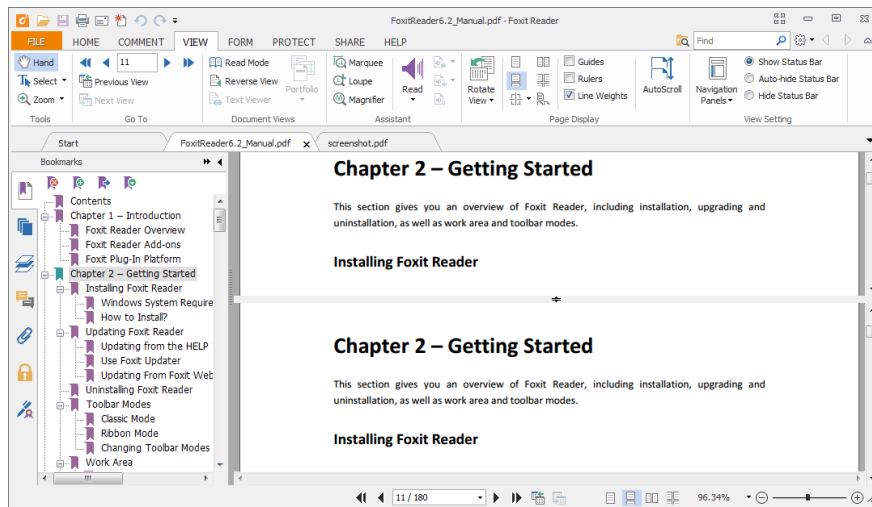 FoxitReader6.2_Manual.pdf - Foxit Reader
FILE HOME COMMENT VIEW FORM PROTECT SHARE HELP Find
Hand 11 Read Mode Marquee Guides Show Status Bar
Select Previous View Reverse View Loupe Rulers Auto-hide Status Bar
Zoom Next View Text Viewer Portfolio Magnifier Read Rotate View Line Weights AutoScroll Navigation Panels Hide Status Bar
Tools Go To Document Views Assistant Page Display View Setting
Start FoxitReader6.2_Manual.pdf x screenshot.pdf
Bookmarks
Contents
Chapter 1 – Introduction
Foxit Reader Overview
Foxit Reader Add-ons
Foxit Plug-In Platform
Chapter 2 – Getting Started
Installing Foxit Reader
Windows System Require
How to Install?
Updating Foxit Reader
Updating from the HELP
Use Foxit Updater
Updating From Foxit Web
Uninstalling Foxit Reader
Toolbar Modes
Classic Mode
Ribbon Mode
Changing Toolbar Modes
Work Area
Chapter 2 – Getting Started
This section gives you an overview of Foxit Reader, including installation, upgrading and
uninstallation, as well as work area and toolbar modes.
Installing Foxit Reader
Chapter 2 – Getting Started
This section gives you an overview of Foxit Reader, including installation, upgrading and
uninstallation, as well as work area and toolbar modes.
Installing Foxit Reader
11 / 180 96.34%